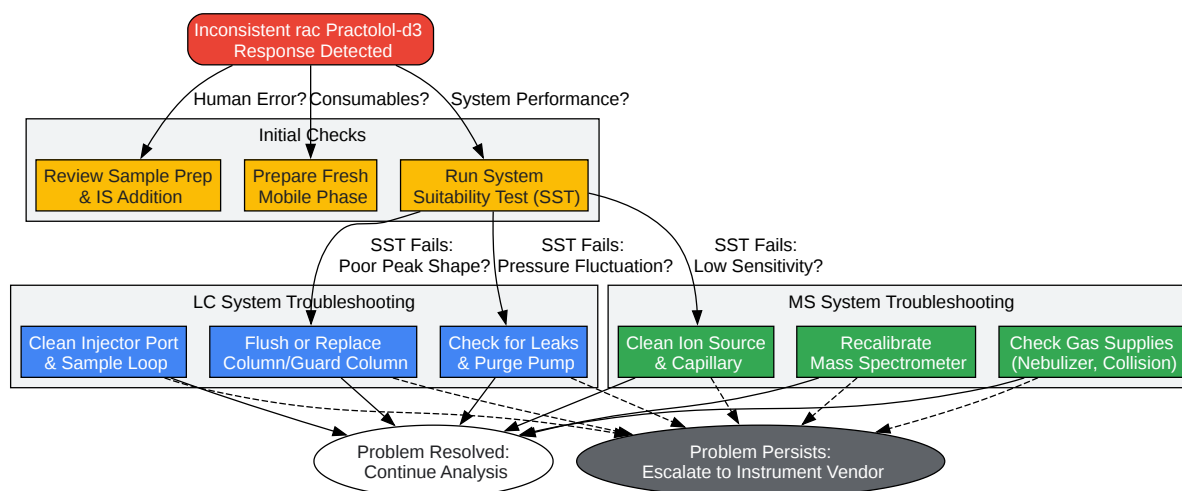 Inconsistent rac Practolol-d3
Response Detected
Human Error?
Consumables?
System Performance?
Initial Checks
Review Sample Prep
& IS Addition
Prepare Fresh
Mobile Phase
Run System
Suitability Test (SST)
SST Fails:
Poor Peak Shape?
SST Fails:
Pressure Fluctuation?
SST Fails:
Low Sensitivity?
LC System Troubleshooting
Clean Injector Port
& Sample Loop
Flush or Replace
Column/Guard Column
Check for Leaks
& Purge Pump
MS System Troubleshooting
Clean Ion Source
& Capillary
Recalibrate
Mass Spectrometer
Check Gas Supplies
(Nebulizer, Collision)
Problem Resolved:
Continue Analysis
Problem Persists:
Escalate to Instrument Vendor